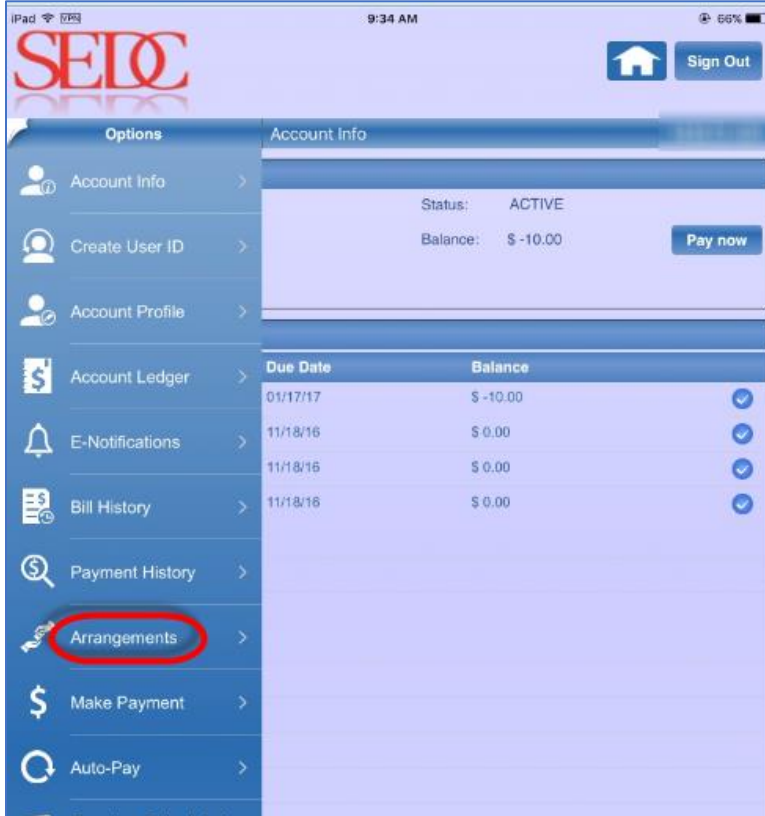 iPad VPN 9:34 AM 66%
SEDC
Sign Out
Options
Account Info
Account Info
Status: ACTIVE
Create User ID
Balance: $ -10.00
Pay now
Account Profile
Account Ledger
Due Date Balance
01/17/17 $ -10.00
E-Notifications
11/18/16 $ 0.00
11/18/16 $ 0.00
Bill History
11/18/16 $ 0.00
Payment History
Arrangements
Make Payment
Auto-Pay